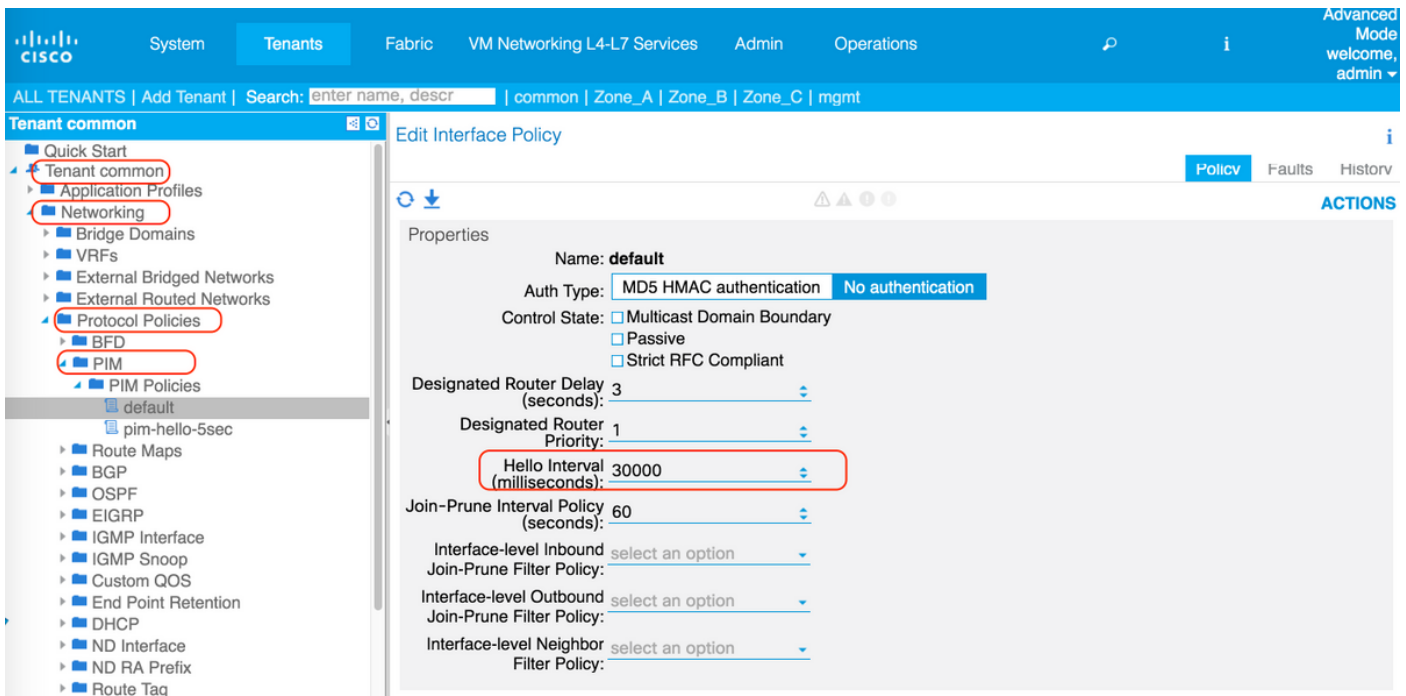 Advanced
Mode
welcome,
admin
CISCO
System Tenants Fabric VM Networking L4-L7 Services Admin Operations i
ALL TENANTS | Add Tenant | Search: enter name, descr | common | Zone_A | Zone_B | Zone_C | mgmt
Tenant common
Quick Start
Tenant common
Application Profiles
Networking
Bridge Domains
VRFs
External Bridged Networks
External Routed Networks
Protocol Policies
BFD
PIM
PIM Policies
default
pim-hello-5sec
Route Maps
BGP
OSPF
EIGRP
IGMP Interface
IGMP Snoop
Custom QOS
End Point Retention
DHCP
ND Interface
ND RA Prefix
Route Tag
Edit Interface Policy i
Policy Faults History
ACTIONS
Properties
Name: default
Auth Type: MD5 HMAC authentication No authentication
Control State: Multicast Domain Boundary
Passive
Strict RFC Compliant
Designated Router Delay
(seconds): 3
Designated Router
Priority: 1
Hello Interval
(milliseconds): 30000
Join-Prune Interval Policy
(seconds): 60
Interface-level Inbound
Join-Prune Filter Policy: select an option
Interface-level Outbound
Join-Prune Filter Policy: select an option
Interface-level Neighbor
Filter Policy: select an option